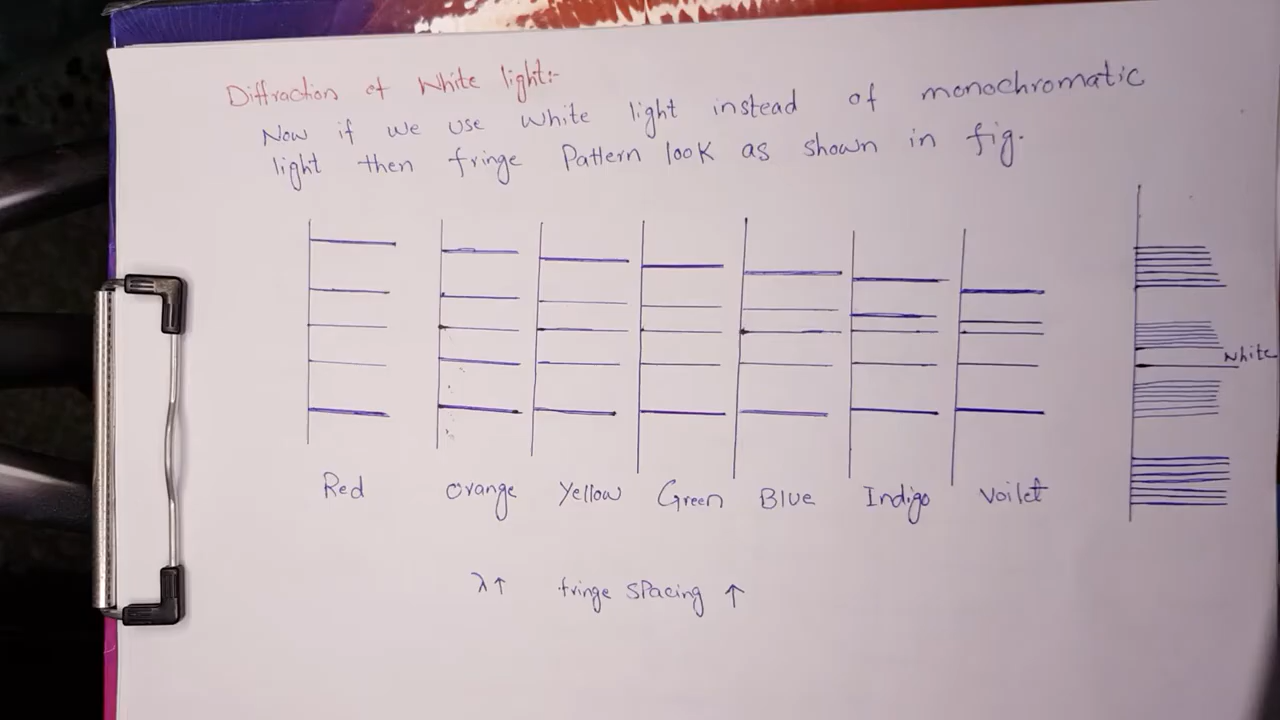 Diffraction of White light:-
Now if we use white light instead of monochromatic
light then fringe Pattern look as shown in fig.
White
Red Orange Yellow Green Blue Indigo Voilet
λ↑ fringe spacing ↑